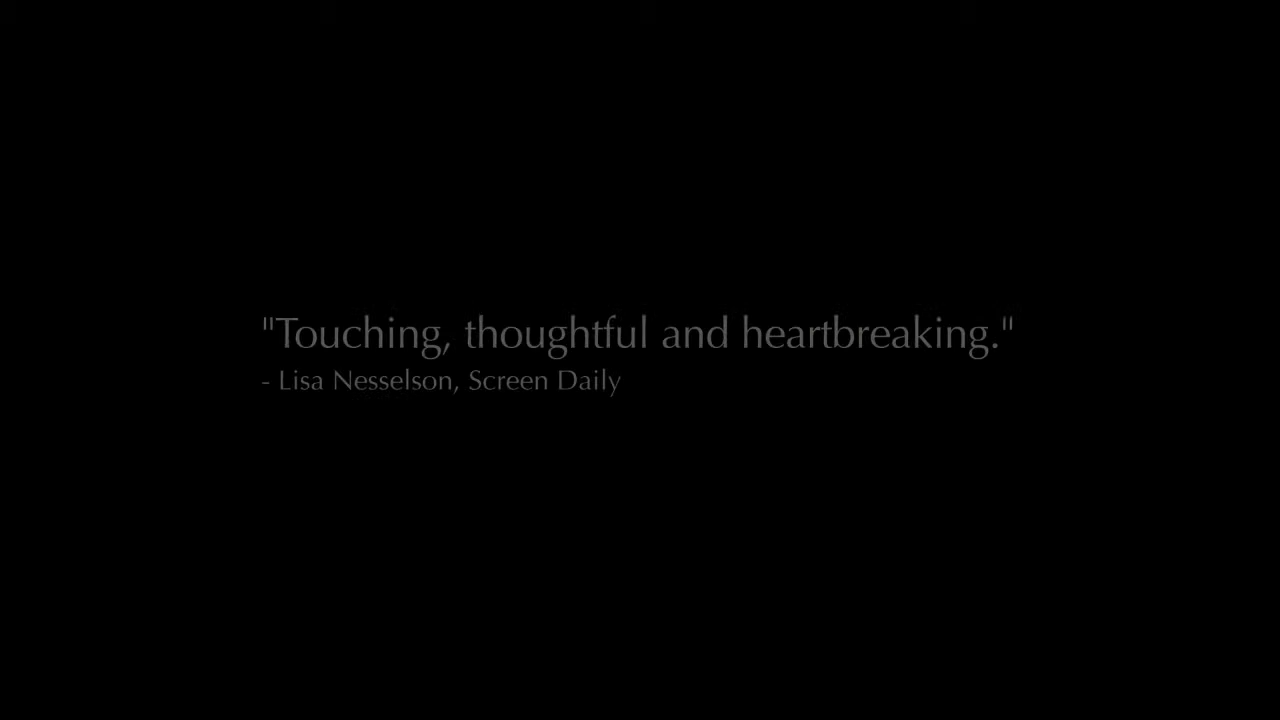 "Touching, thoughtful and heartbreaking."
- Lisa Nesselson, Screen Daily